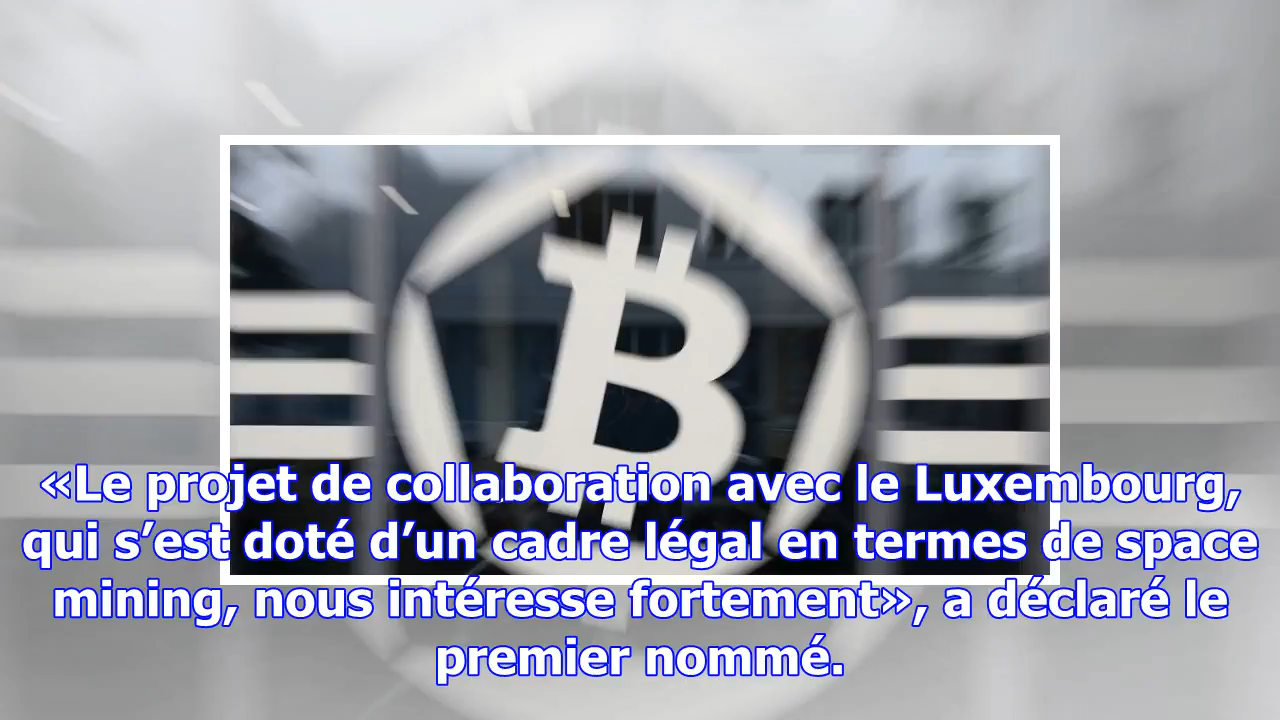 «Le projet de collaboration avec le Luxembourg,
qui s’est doté d’un cadre légal en termes de space
mining, nous intéresse fortement», a déclaré le
premier nommé.